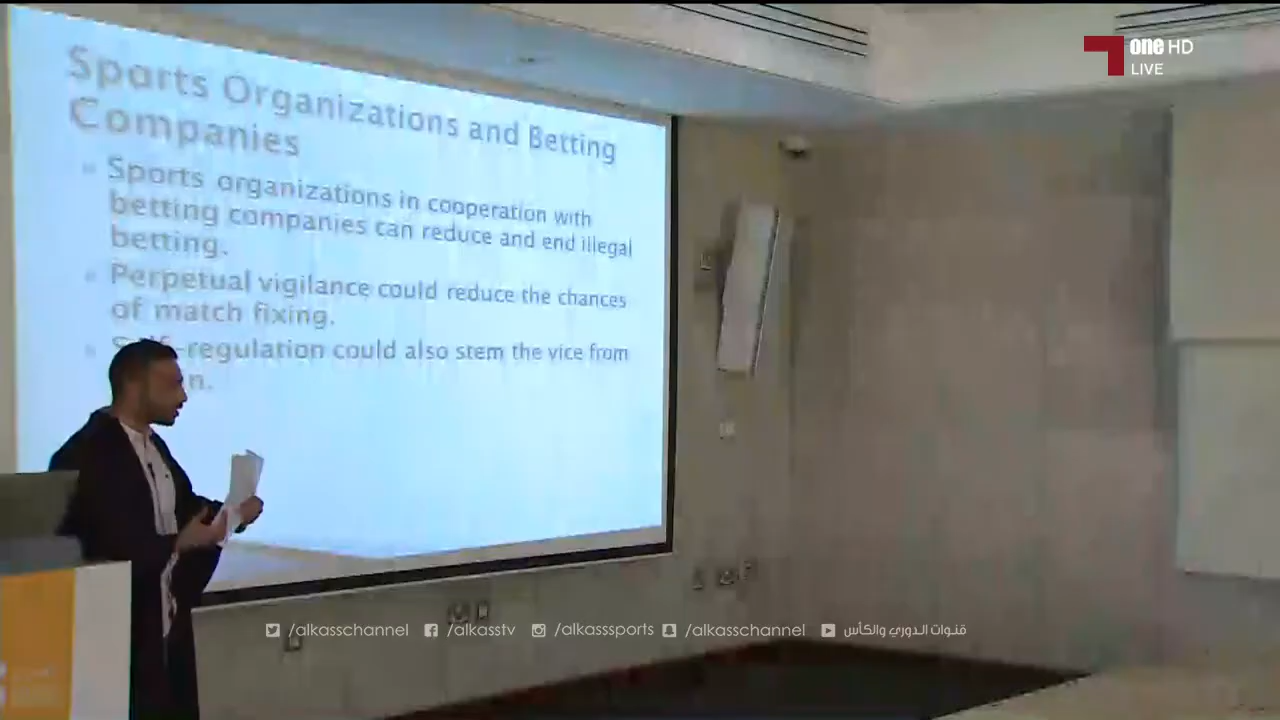 Sports Organizations and Betting
Companies
Sports organizations in cooperation with
betting companies can reduce and end illegal
betting.
Perpetual vigilance could reduce the chances
of match fixing.
-regulation could also stem the vice from
one HD
LIVE
/alkasschannel /alkasstv /alkasssports /alkasschannel قنوات الدوري والكأس